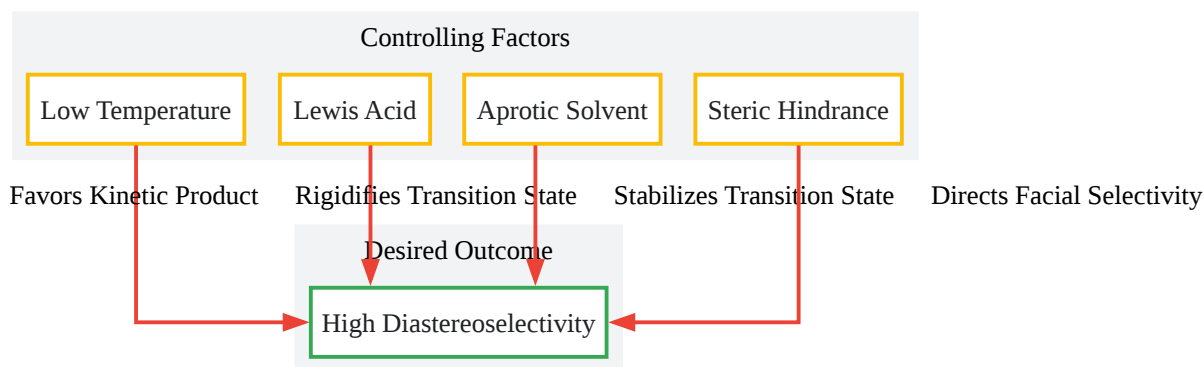 Controlling Factors
Low Temperature
Lewis Acid
Aprotic Solvent
Steric Hindrance
Favors Kinetic Product
Rigidifies Transition State
Stabilizes Transition State
Directs Facial Selectivity
Desired Outcome
High Diastereoselectivity